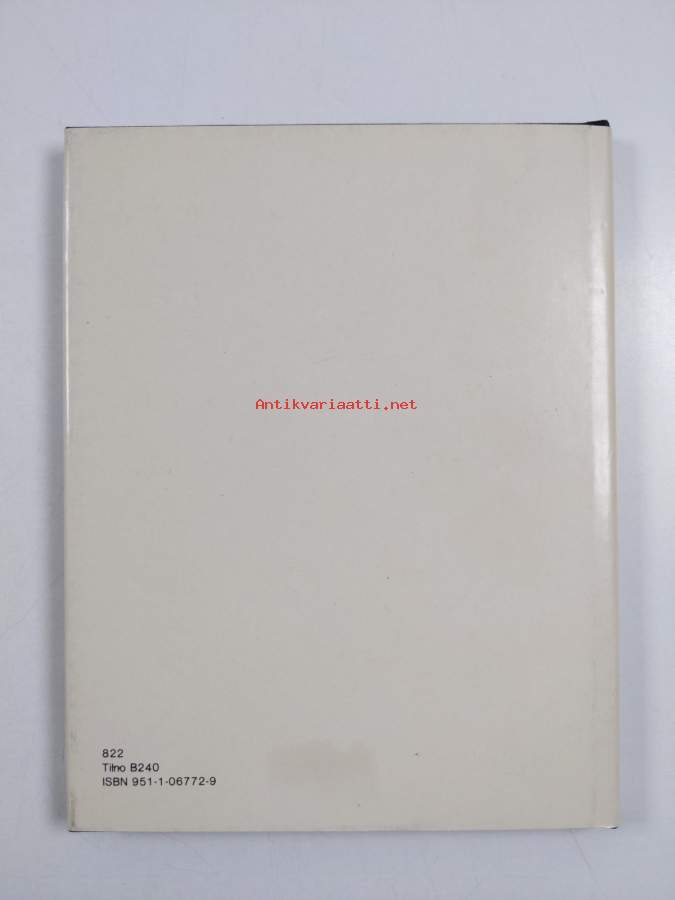 Antikvariaatti.net
822
Tilno B240
ISBN 951-1-06772-9